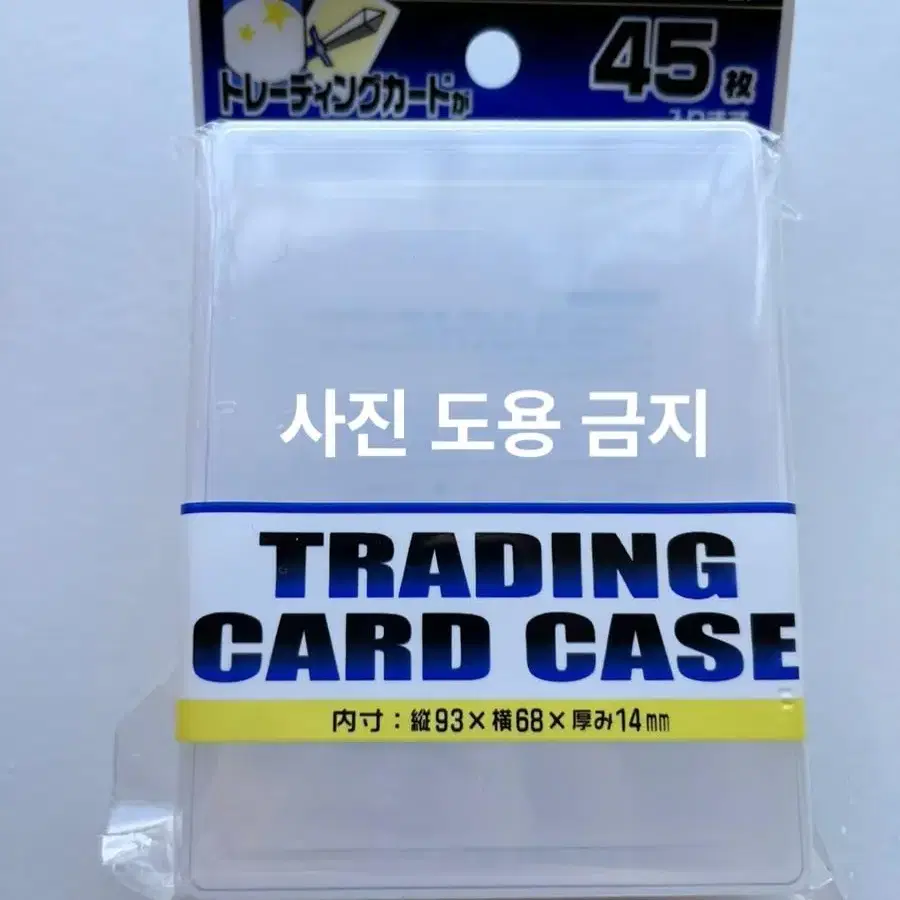 トレーディングカードが
45枚
사진 도용 금지
TRADING
CARD CASE
内寸：縦93×横68×厚み14mm